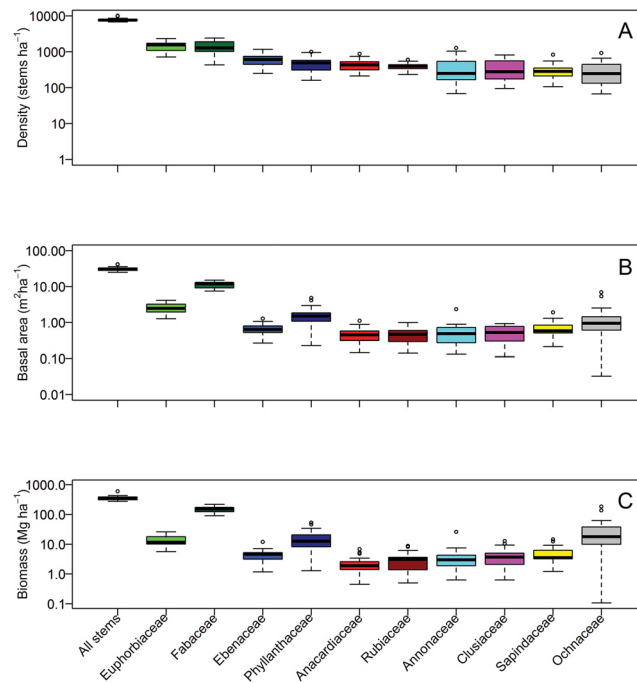 A
Density (stems ha⁻¹)
10000
1000
100
10
1
B
Basal area (m²ha⁻¹)
100.00
10.00
1.00
0.10
0.01
C
Biomass (Mg ha⁻¹)
1000.0
100.0
10.0
1.0
0.1
All stems
Euphorbiaceae
Fabaceae
Ebenaceae
Phyllanthaceae
Anacardiaceae
Rubiaceae
Annonaceae
Clusiaceae
Sapindaceae
Ochnaceae